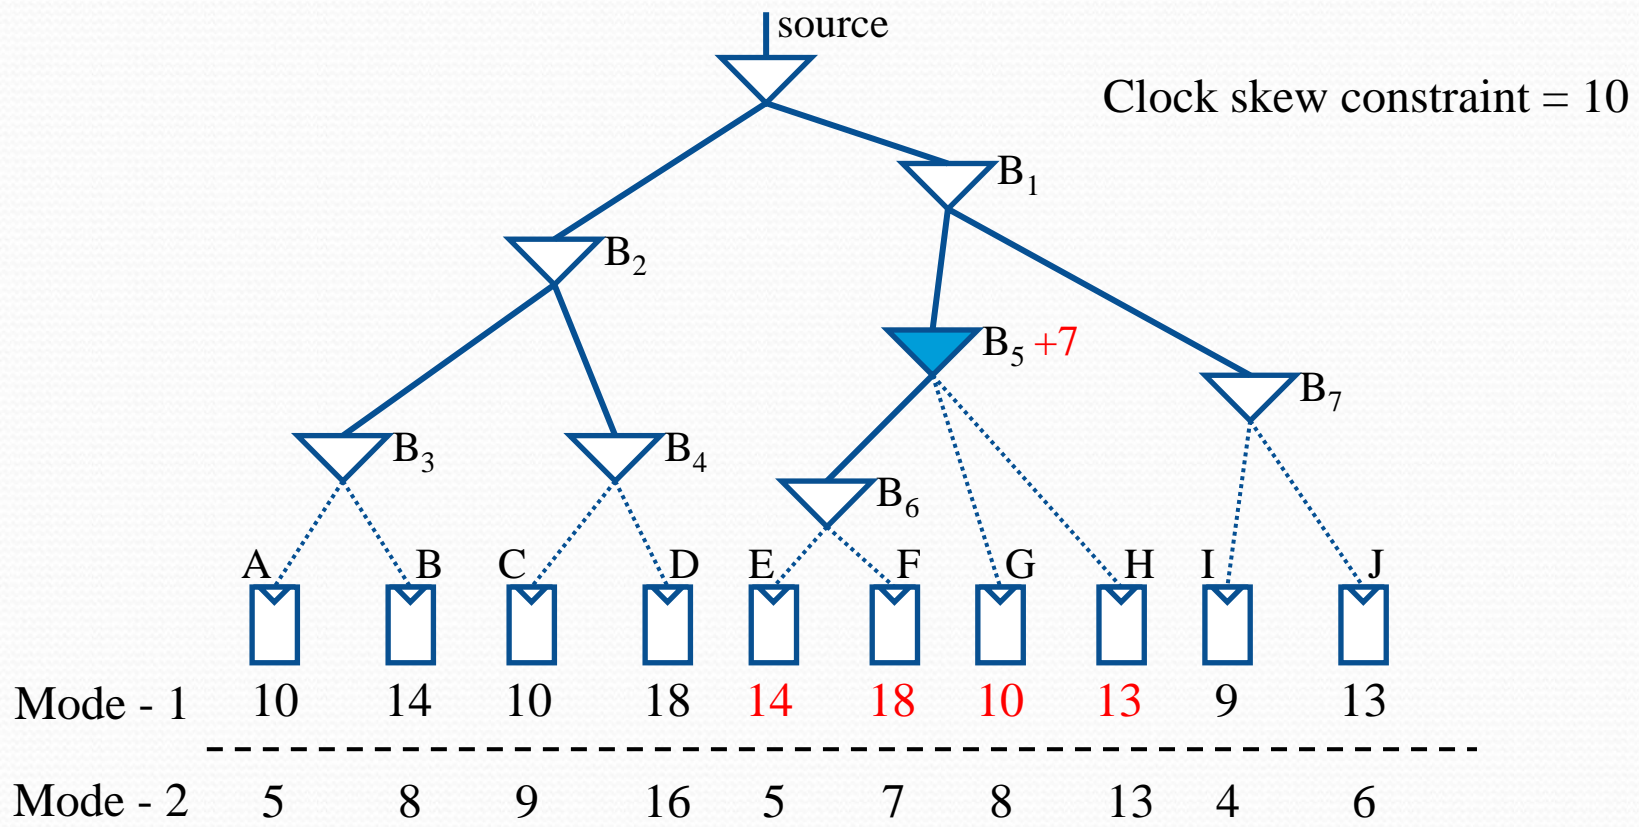 source
Clock skew constraint = 10
B1
B2
B5 +7
B7
B3
B4
B6
A B C D E F G H I J
Mode - 1 10 14 10 18 14 18 10 13 9 13
Mode - 2 5 8 9 16 5 7 8 13 4 6